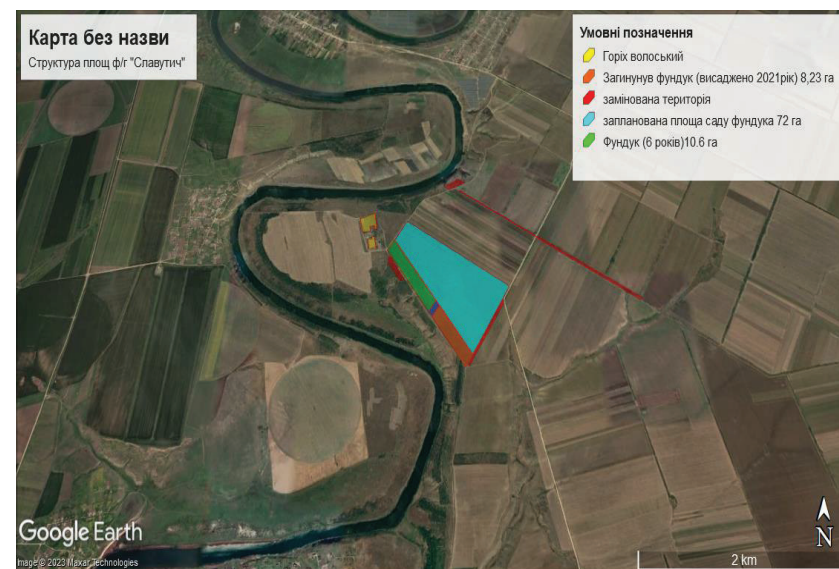 Карта без назви
Структура площ ф/г "Славутич"
Умовні позначення
Горіх волоський
Загинунв фундук (висаджено 2021рік) 8,23 га
замінована територія
запланована площа саду фундука 72 га
Фундук (6 років)10.6 га
Google Earth
Image © 2023 Maxar Technologies
N
2 km